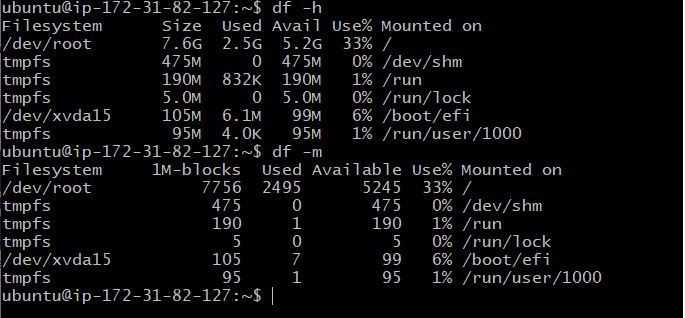 ubuntu@ip-172-31-82-127:~$ df -h
Filesystem      Size  Used Avail Use% Mounted on
/dev/root       7.6G  2.5G  5.2G  33% /
tmpfs           475M     0  475M   0% /dev/shm
tmpfs           190M  832K  190M   1% /run
tmpfs           5.0M     0  5.0M   0% /run/lock
/dev/xvda15     105M  6.1M   99M   6% /boot/efi
tmpfs            95M  4.0K   95M   1% /run/user/1000
ubuntu@ip-172-31-82-127:~$ df -m
Filesystem     1M-blocks  Used Available Use% Mounted on
/dev/root           7756  2495      5245  33% /
tmpfs                475     0       475   0% /dev/shm
tmpfs                190     1       190   1% /run
tmpfs                  5     0         5   0% /run/lock
/dev/xvda15          105     7        99   6% /boot/efi
tmpfs                 95     1        95   1% /run/user/1000
ubuntu@ip-172-31-82-127:~$